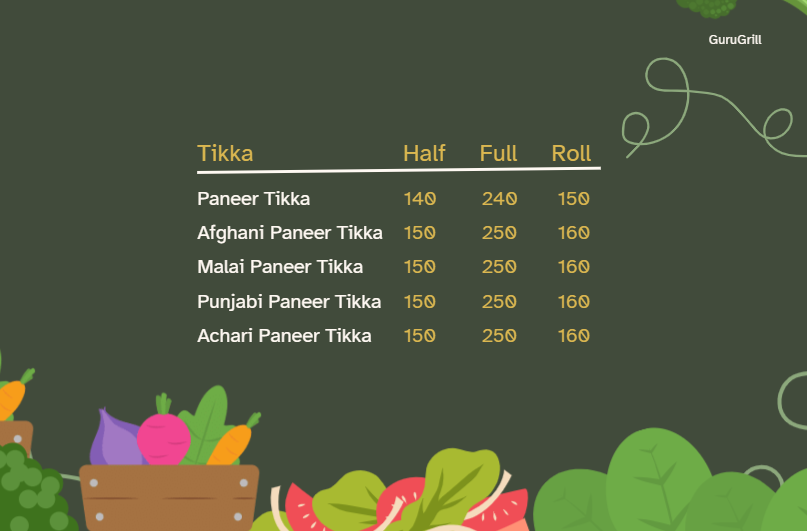 GuruGrill
Tikka Half Full Roll
Paneer Tikka 140 240 150
Afghani Paneer Tikka 150 250 160
Malai Paneer Tikka 150 250 160
Punjabi Paneer Tikka 150 250 160
Achari Paneer Tikka 150 250 160